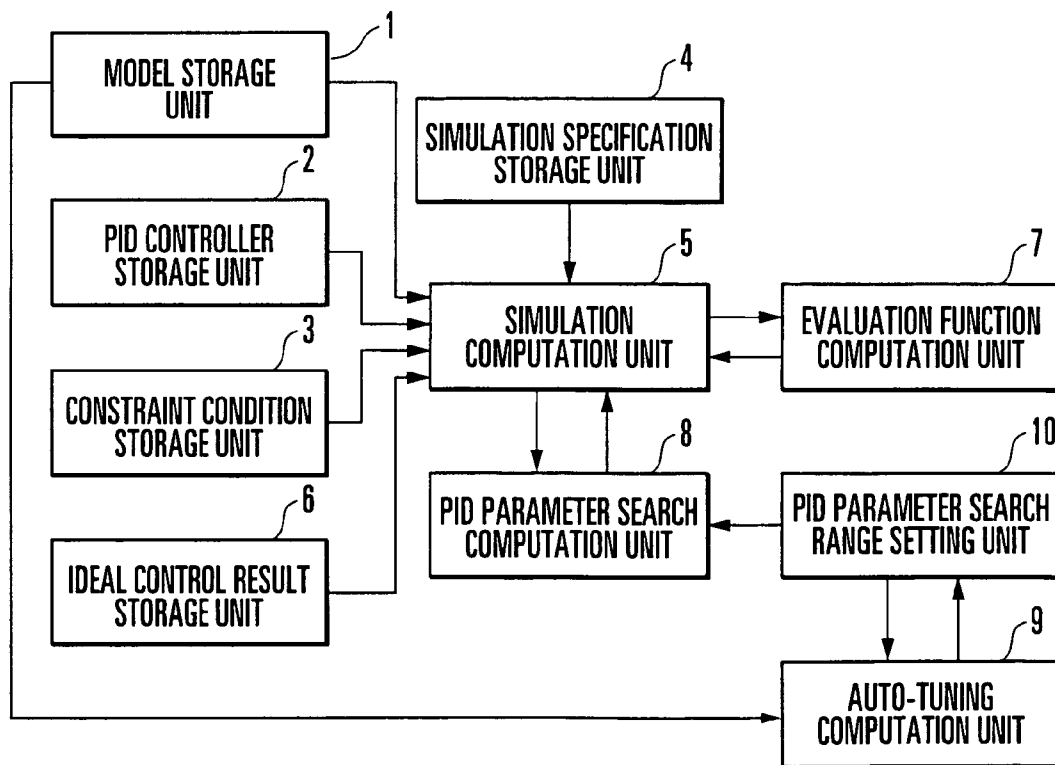 1
MODEL STORAGE
UNIT
4
SIMULATION SPECIFICATION
STORAGE UNIT
2
PID CONTROLLER
STORAGE UNIT
5
SIMULATION
COMPUTATION UNIT
7
EVALUATION FUNCTION
COMPUTATION UNIT
3
CONSTRAINT CONDITION
STORAGE UNIT
8
PID PARAMETER SEARCH
COMPUTATION UNIT
10
PID PARAMETER SEARCH
RANGE SETTING UNIT
6
IDEAL CONTROL RESULT
STORAGE UNIT
9
AUTO-TUNING
COMPUTATION UNIT